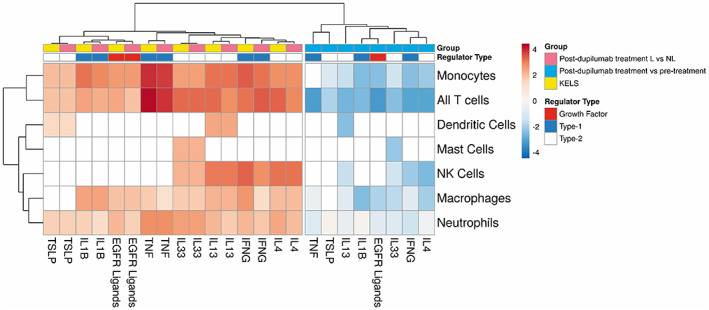 Group
Regulator Type
Monocytes
All T cells
Dendritic Cells
Mast Cells
NK Cells
Macrophages
Neutrophils
TSLP
TSLP
IL1B
IL1B
EGFR Ligands
EGFR Ligands
TNF
TNF
IL33
IL33
IL13
IL13
IFNG
IFNG
IL4
IL4
TNF
TSLP
IL13
IL1B
EGFR Ligands
IL33
IFNG
IL4
4
2
0
-2
-4
Group
Post-dupilumab treatment L vs NL
Post-dupilumab treatment vs pre-treatment
KELS
Regulator Type
Growth Factor
Type-1
Type-2